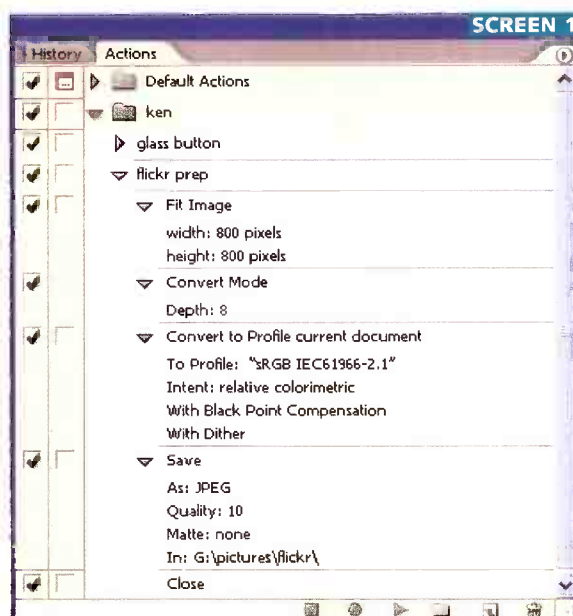 SCREEN 1
History Actions
Default Actions
ken
glass button
flickr prep
Fit Image
width: 800 pixels
height: 800 pixels
Convert Mode
Depth: 8
Convert to Profile current document
To Profile: "sRGB IEC61966-2.1"
Intent: relative colorimetric
With Black Point Compensation
With Dither
Save
As: JPEG
Quality: 10
Matte: none
In: G:\pictures\flickr\
Close